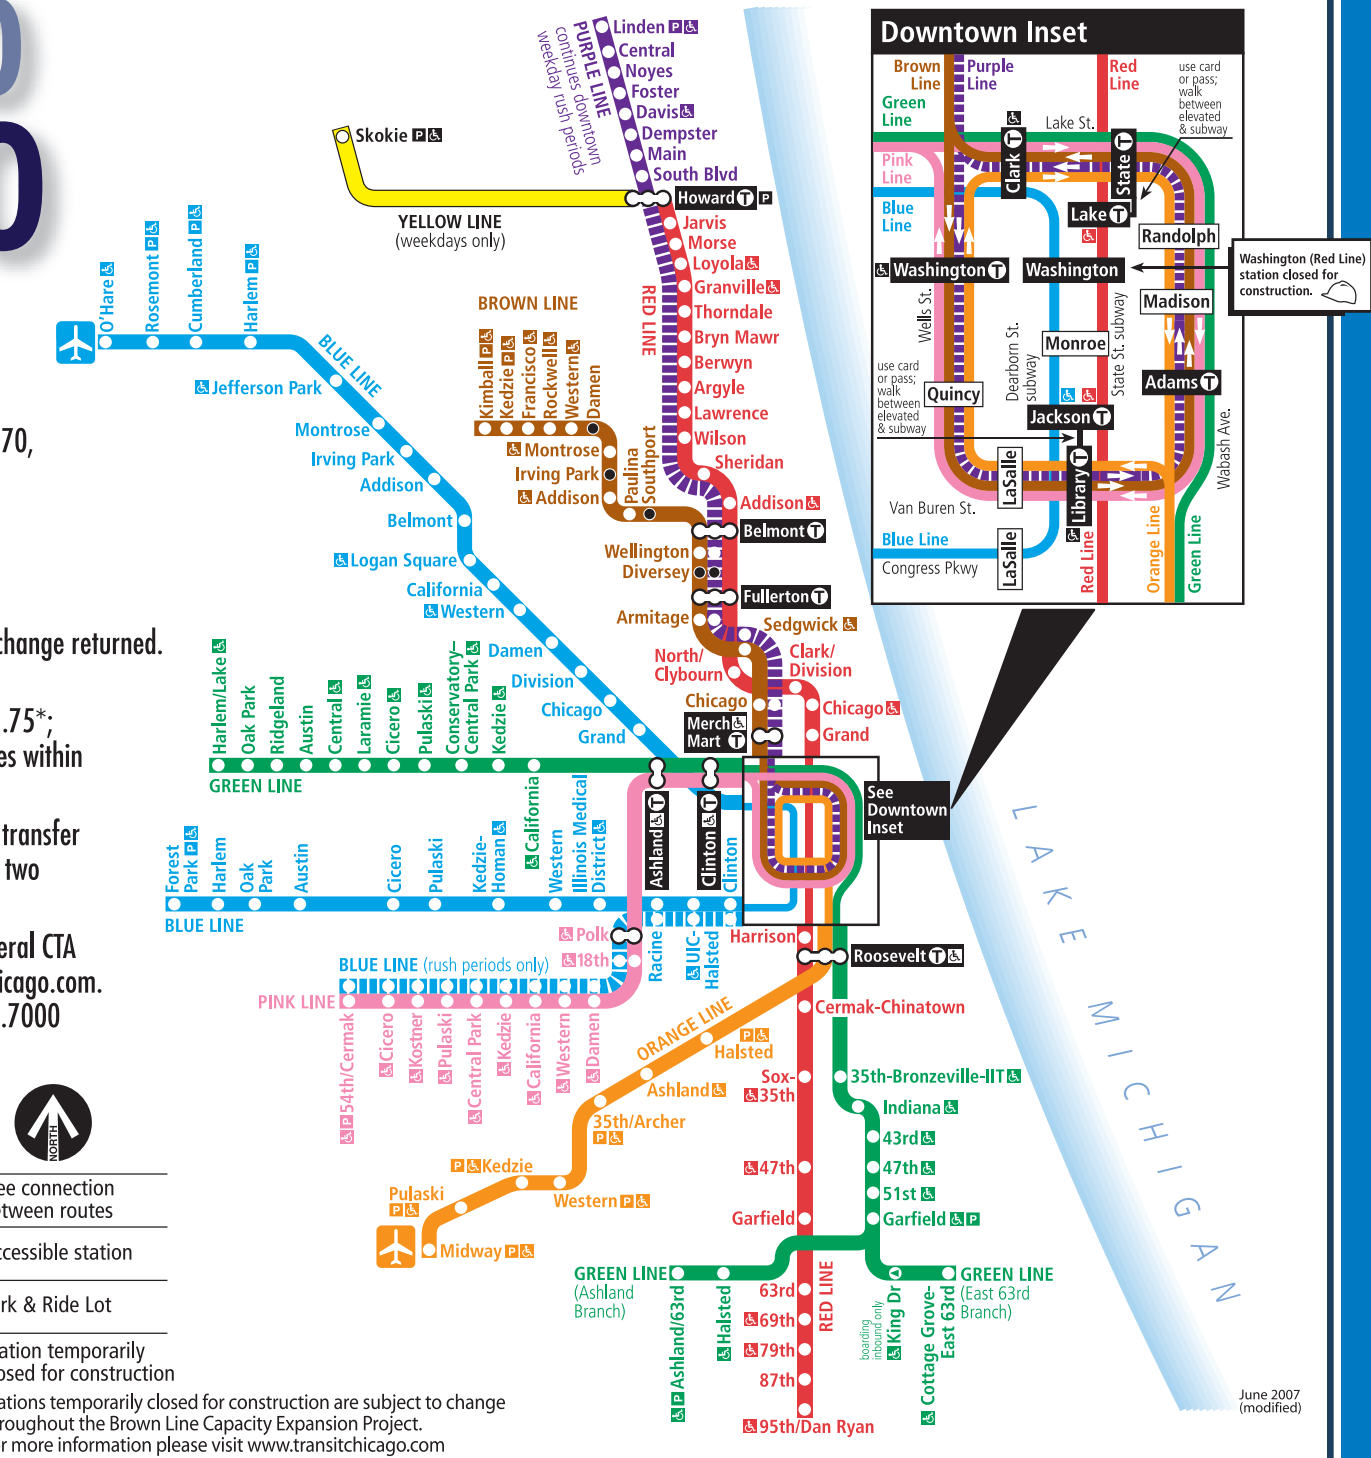 Linden P
Central
Noyes
Foster
Davis
Dempster
Main
South Blvd
PURPLE LINE
continues downtown
weekday rush periods
Skokie P
Howard T P
YELLOW LINE
(weekdays only)
Jarvis
Morse
Loyola
Granville
Thorndale
Bryn Mawr
Berwyn
Argyle
Lawrence
Wilson
Sheridan
Addison
RED LINE
Belmont T
Fullerton T
BROWN LINE
Kimball P
Kedzie P
Francisco
Rockwell
Western
Damen
Montrose
Irving Park
Addison
Paulina
Southport
Wellington
Diversey
Armitage
Sedgwick
North/
Clybourn
Clark/
Division
Chicago
Chicago
Merch
Mart T
Grand
O'Hare
Rosemont P
Cumberland P
Harlem P
BLUE LINE
Jefferson Park
Montrose
Irving Park
Addison
Belmont
Logan Square
California
Western
Damen
Division
Chicago
Grand
70,
change returned.
.75*;
es within
transfer
two
eral CTA
icago.com.
.7000
Harlem/Lake
Oak Park
Ridgeland
Austin
Central
Laramie
Cicero
Pulaski
Conservatory–
Central Park
Kedzie
GREEN LINE
California
Ashland T
Clinton T
See
Downtown
Inset
Forest
Park P
Harlem
Oak
Park
Austin
Cicero
Pulaski
Kedzie-
Homan
Western
Illinois Medical
District
Clinton
BLUE LINE
Racine
UIC-
Halsted
Polk
18th
BLUE LINE (rush periods only)
PINK LINE
P 54th/Cermak
Cicero
Kostner
Pulaski
Central Park
Kedzie
California
Western
Damen
Harrison
Roosevelt T
Cermak-Chinatown
ORANGE LINE
P
Halsted
Ashland
35th/Archer
P
P Kedzie
Western P
Pulaski
P
Midway P
Sox-
35th
35th-Bronzeville-IIT
Indiana
43rd
47th
47th
51st
Garfield
Garfield P
GREEN LINE
(Ashland
Branch)
P Ashland/63rd
Halsted
63rd
69th
79th
87th
95th/Dan Ryan
RED LINE
boarding
inbound only
King Dr
Cottage Grove-
East 63rd
GREEN LINE
(East 63rd
Branch)
LAKE MICHIGAN
Downtown Inset
Brown
Line
Purple
Line
Red
Line
use card
or pass;
walk
between
elevated
& subway
Green
Line
Lake St.
Clark T
State T
Pink
Line
Blue
Line
Lake T
Randolph
Washington T
Washington
Washington (Red Line)
station closed for
construction.
Wells St.
Madison
Dearborn St.
subway
Monroe
State St. subway
use card
or pass;
walk
between
elevated
& subway
Quincy
Adams T
Jackson T
Wabash Ave.
LaSalle
Library T
Van Buren St.
Blue Line
Congress Pkwy
LaSalle
Red Line
Orange Line
Green Line
NORTH
ee connection
etween routes
ccessible station
rk & Ride Lot
ation temporarily
osed for construction
ations temporarily closed for construction are subject to change
roughout the Brown Line Capacity Expansion Project.
or more information please visit www.transitchicago.com
June 2007
(modified)